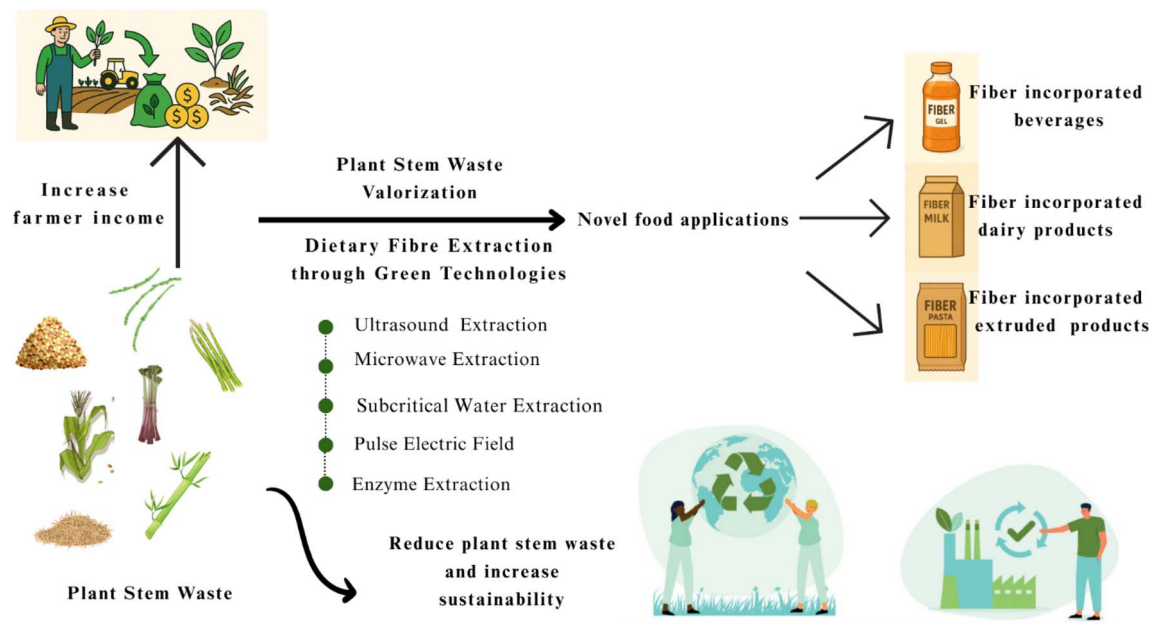 Increase
farmer income
Plant Stem Waste
Valorization
Dietary Fibre Extraction
through Green Technologies
Ultrasound Extraction
Microwave Extraction
Subcritical Water Extraction
Pulse Electric Field
Enzyme Extraction
Novel food applications
FIBER
GEL
Fiber incorporated
beverages
FIBER
MILK
Fiber incorporated
dairy products
FIBER
PASTA
Fiber incorporated
extruded products
Plant Stem Waste
Reduce plant stem waste
and increase
sustainability
$
$ $